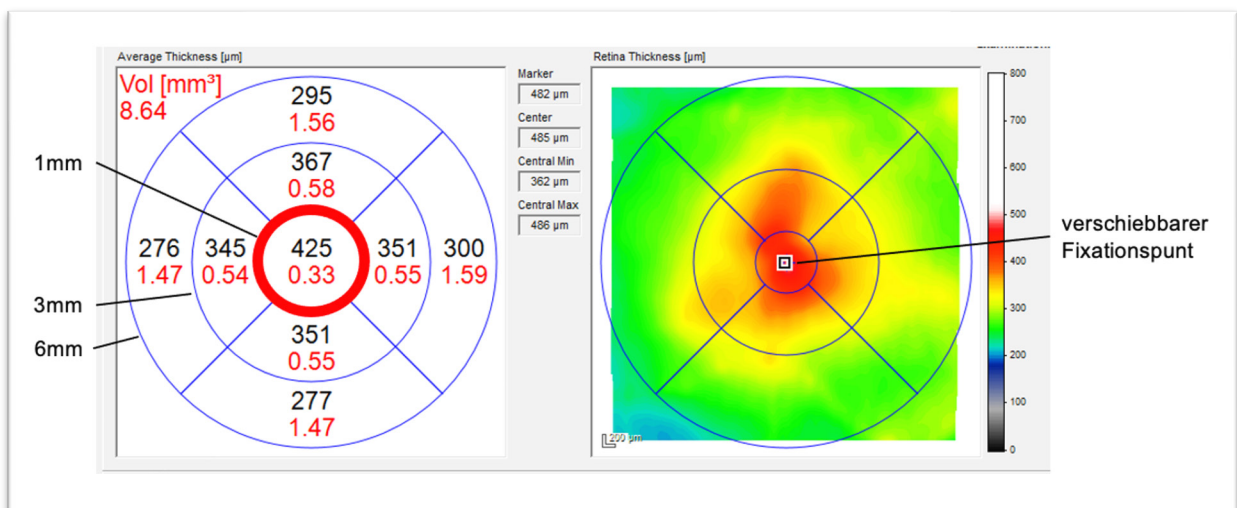 Average Thickness [µm]
Vol [mm³]
8.64
295
1.56
367
0.58
276
1.47
345
0.54
425
0.33
351
0.55
300
1.59
351
0.55
277
1.47
1mm
3mm
6mm
Marker
482 µm
Center
485 µm
Central Min
362 µm
Central Max
486 µm
Retina Thickness [µm]
200 µm
800
700
600
500
400
300
200
100
0
verschiebbarer
Fixationspunt